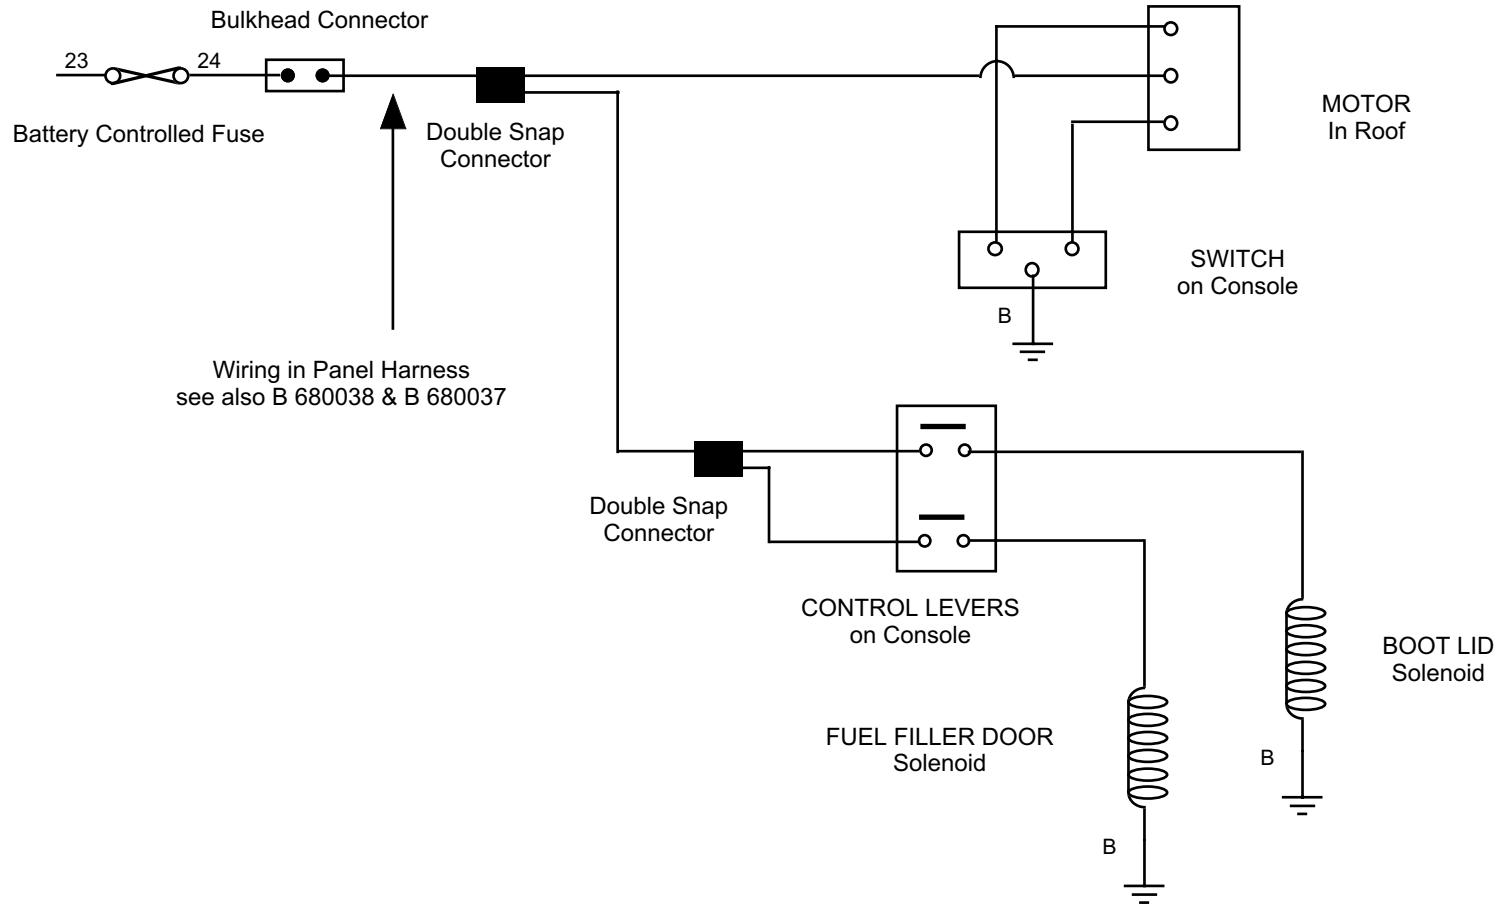 Bulkhead Connector
23
24
Battery Controlled Fuse
Double Snap
Connector
MOTOR
In Roof
SWITCH
on Console
B
Wiring in Panel Harness
see also B 680038 & B 680037
Double Snap
Connector
CONTROL LEVERS
on Console
BOOT LID
Solenoid
FUEL FILLER DOOR
Solenoid
B
B